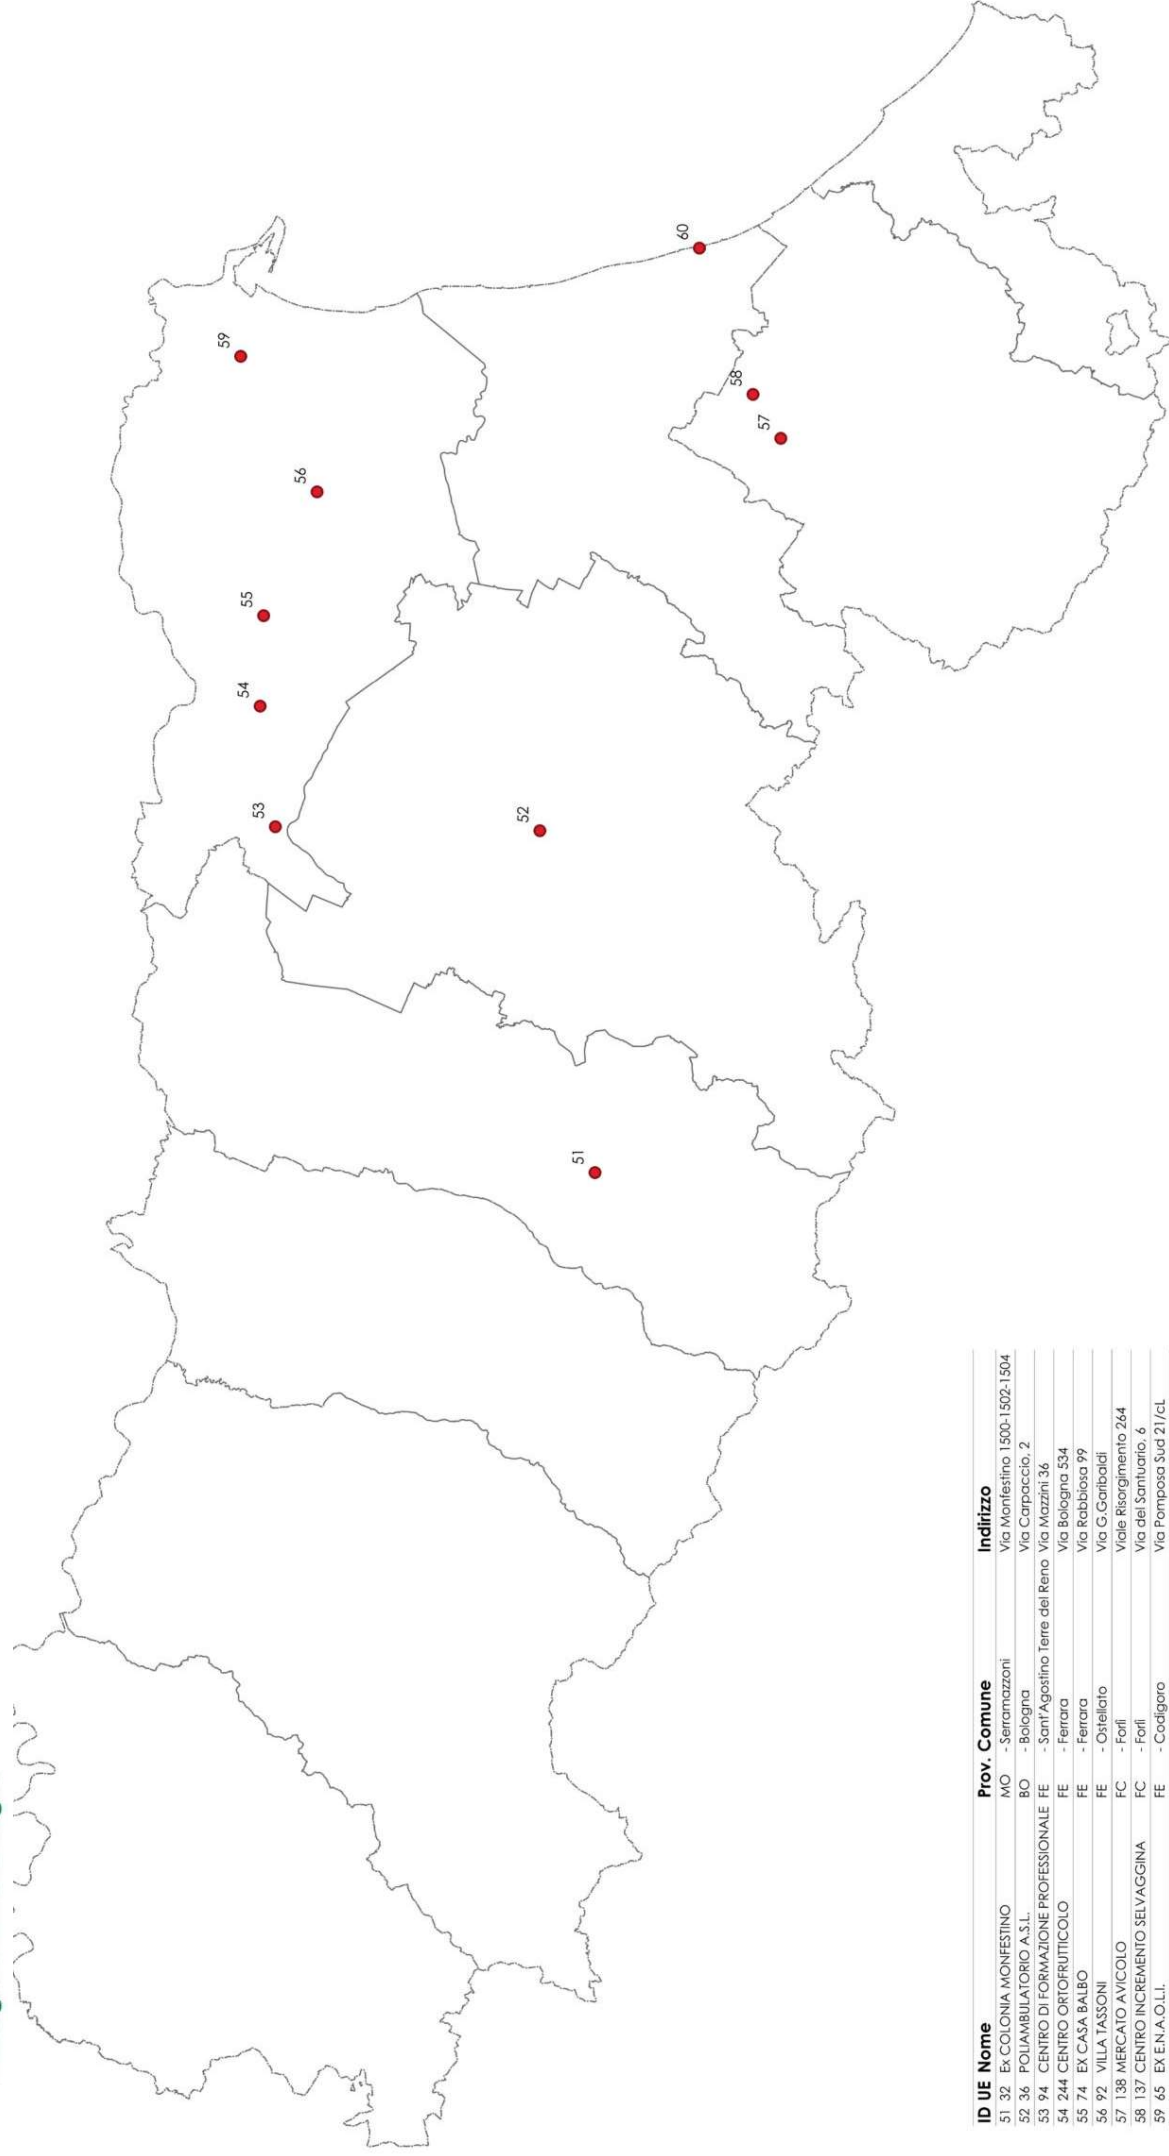 60
59
58
57
56
55
54
53
52
51
ID UE Nome Prov. Comune Indirizzo
51 32 Ex COLONIA MONFESTINO MO - Serramazzoni Via Monfestino 1500-1502-1504
52 36 POLIAMBULATORIO A.S.L. BO - Bologna Via Carpaccio, 2
53 94 CENTRO DI FORMAZIONE PROFESSIONALE FE - Sant'Agostino Terre del Reno Via Mazzini 36
54 244 CENTRO ORTOFRUTTICOLO FE - Ferrara Via Bologna 534
55 74 EX CASA BALBO FE - Ferrara Via Rabbiosa 99
56 92 VILLA TASSONI FE - Ostellato Via G.Garibaldi
57 138 MERCATO AVICOLO FC - Forlì Viale Risorgimento 264
58 137 CENTRO INCREMENTO SELVAGGINA FC - Forlì Via del Santuario, 6
59 65 EX E.N.A.O.L.I. FE - Codigoro Via Pomposa Sud 21/cL